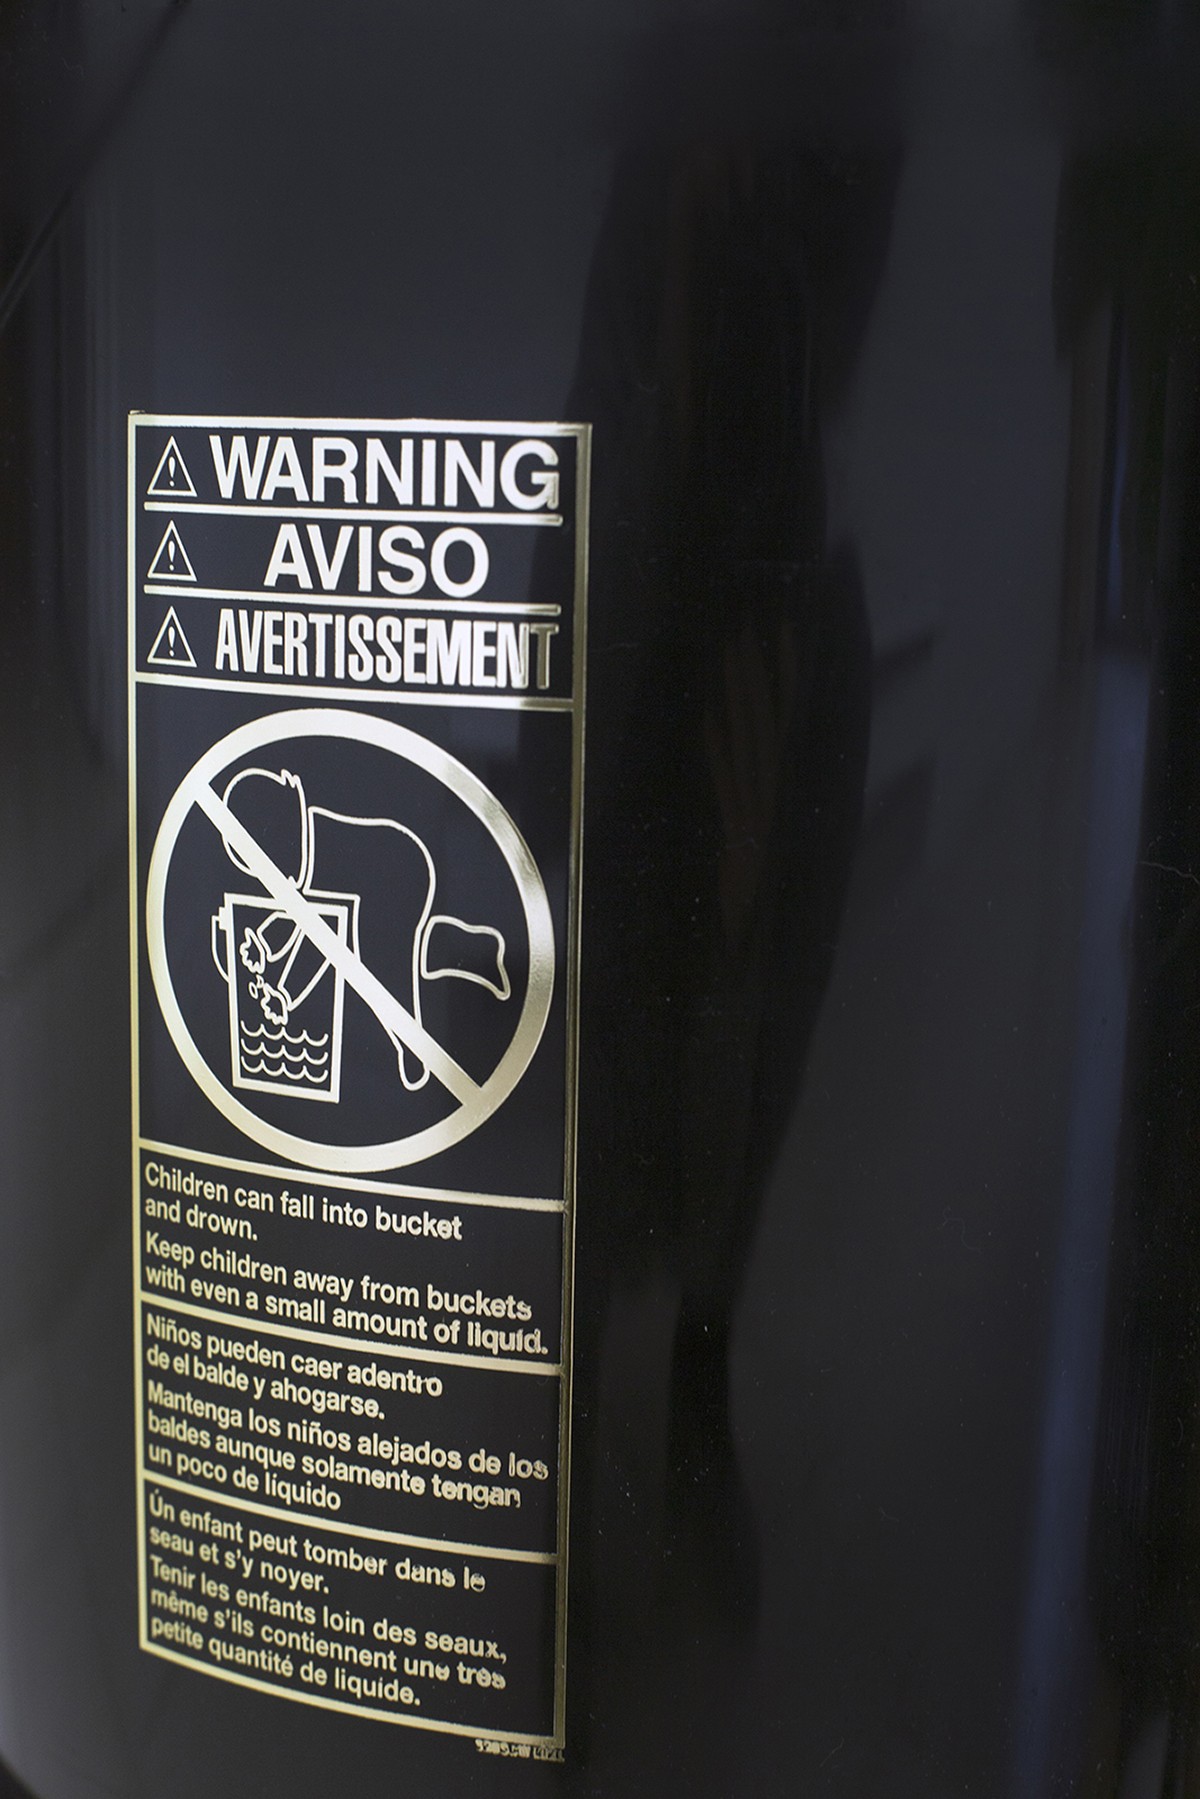 WARNING
AVISO
AVERTISSEMENT
Children can fall into bucket
and drown.
Keep children away from buckets
with even a small amount of liquid.
Niños pueden caer adentro
de el balde y ahogarse.
Mantenga los niños alejados de los
baldes aunque solamente tengan
un poco de líquido
Ún enfant peut tomber dans le
seau et s'y noyer.
Tenir les enfants loin des seaux,
même s'ils contiennent une tres
petite quantité de liquide.